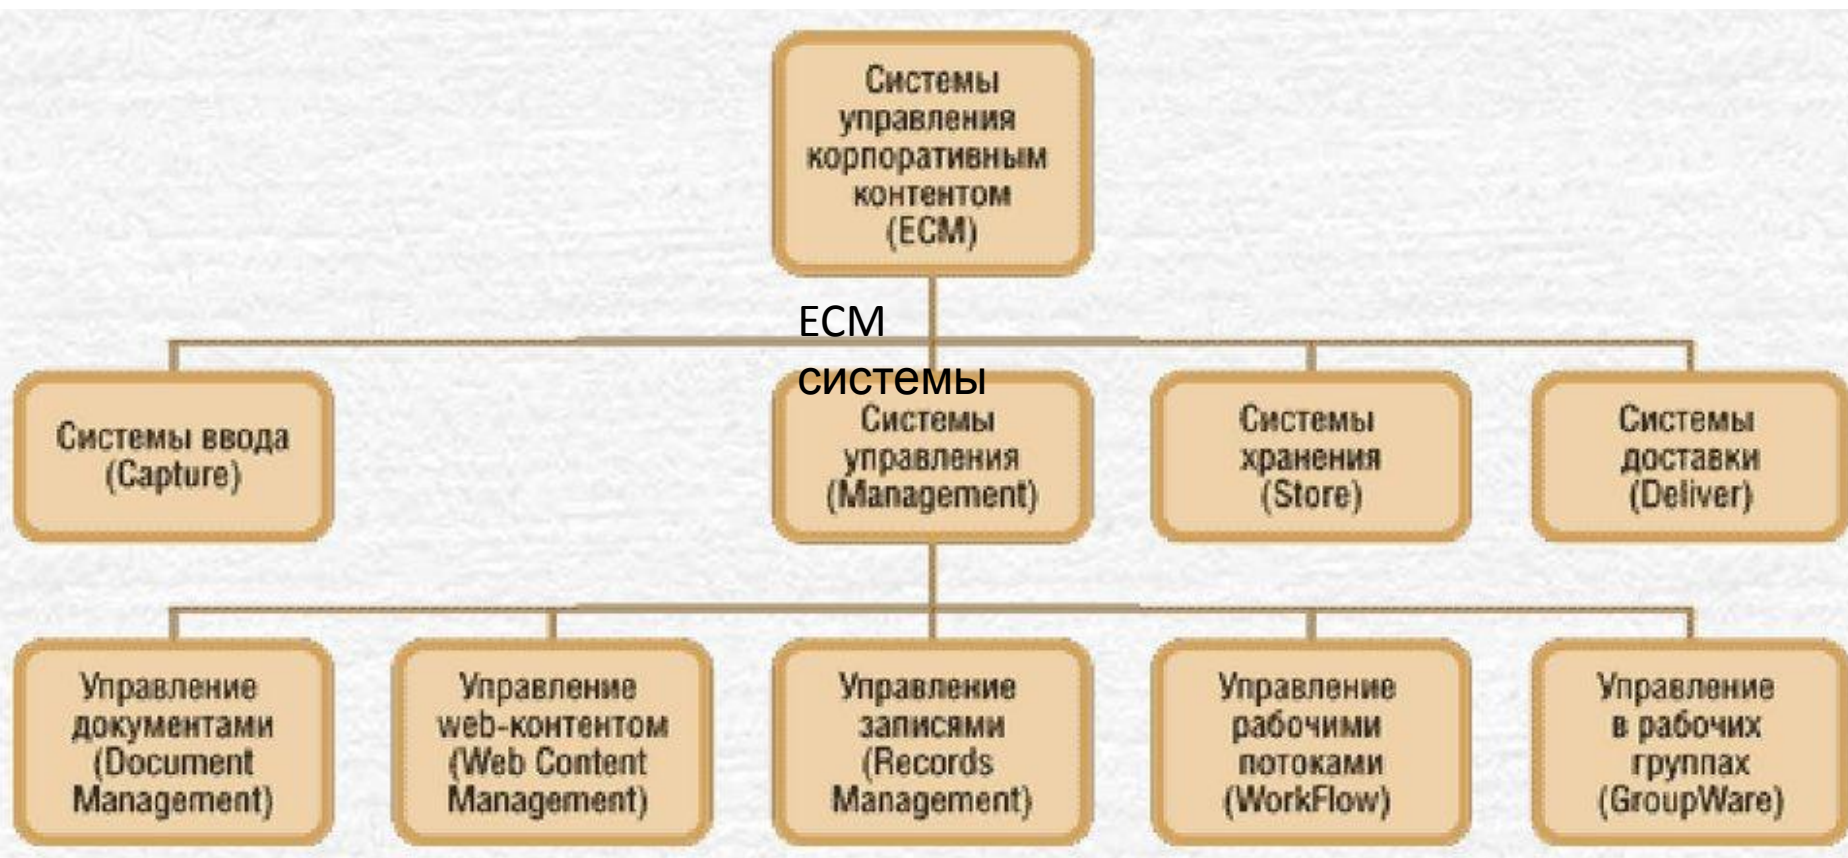 Системы
управления
корпоративным
контентом
(ECM)
ECM
системы
Системы ввода
(Capture)
Системы
управления
(Management)
Системы
хранения
(Store)
Системы
доставки
(Deliver)
Управление
документами
(Document
Management)
Управление
web-контентом
(Web Content
Management)
Управление
записями
(Records
Management)
Управление
рабочими
потоками
(WorkFlow)
Управление
в рабочих
группах
(GroupWare)